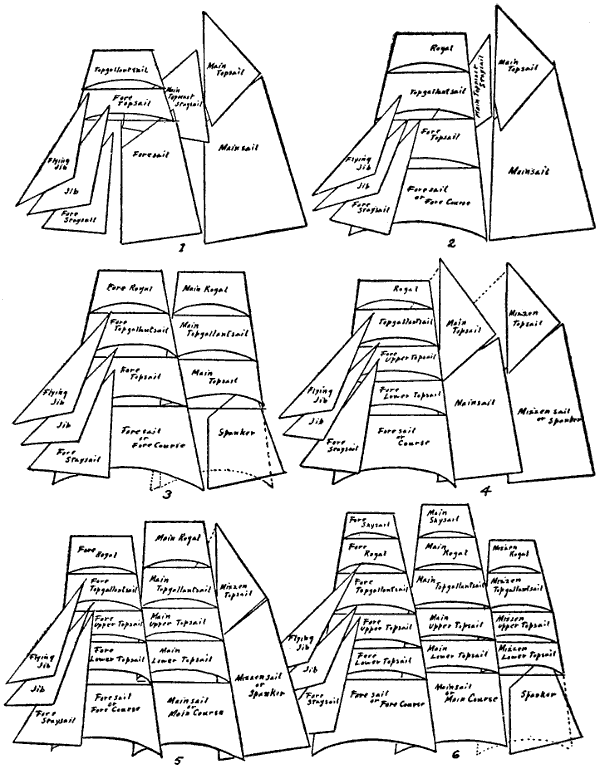 Topgallantsail
Fore
Topsail
Main
Topmast
Staysail
Main
Topsail
Foresail
Mainsail
Flying
Jib
Jib
Fore
Staysail
1
Royal
Topgallantsail
Main Topmast
Staysail
Main
Topsail
Fore
Topsail
Mainsail
Flying
Jib
Jib
Fore
Staysail
Foresail
or Fore Course
2
Fore Royal
Main Royal
Fore
Topgallantsail
Main
Topgallantsail
Fore
Topsail
Main
Topsail
Flying
Jib
Jib
Fore
Staysail
Foresail
or
Fore Course
Spanker
3
Royal
Topgallantsail
Main
Topsail
Mizzen
Topsail
Fore
Upper Topsail
Fore
Lower Topsail
Mainsail
Flying
Jib
Jib
Fore
Staysail
Foresail
or
Course
Mizzen sail
or Spanker
4
Fore
Royal
Main Royal
Fore
Topgallantsail
Main
Topgallantsail
Mizzen
Topsail
Fore
Upper Topsail
Main
Upper Topsail
Fore
Lower Topsail
Main
Lower Topsail
Flying
Jib
Jib
Fore
Staysail
Foresail
or
Fore Course
Mainsail
or
Main Course
Mizzensail
or
Spanker
5
Fore
Skysail
Main
Skysail
Fore
Royal
Main
Royal
Mizzen
Royal
Fore
Topgallantsail
Main
Topgallantsail
Mizzen
Topgallantsail
Fore
Upper Topsail
Main
Upper Topsail
Mizzen
Upper Topsail
Fore
Lower Topsail
Main
Lower Topsail
Mizzen
Lower Topsail
Flying
Jib
Jib
Fore
Staysail
Foresail
or
Fore Course
Mainsail
or
Main Course
Spanker
6